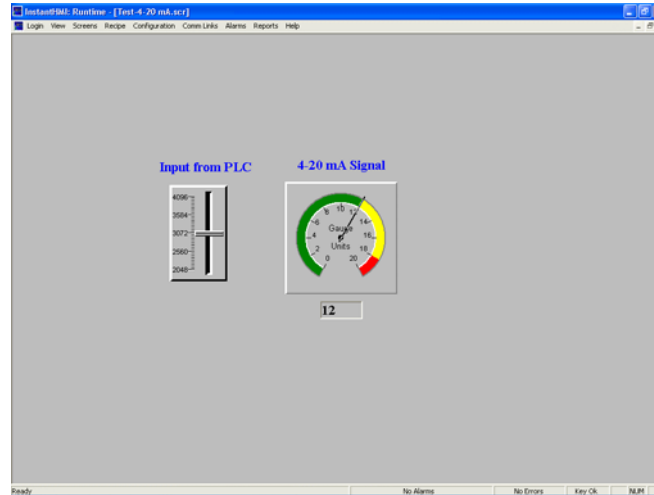 InstantHMI: Runtime - [Test-4-20 mA.scr]
Login View Screens Recipe Configuration Comm Links Alarms Reports Help
Input from PLC
4-20 mA Signal
4096
3584
3072
2560
2048
0 2 4 6 8 10 12 14 16 18 20
Gauge
Units
12
Ready No Alarms No Errors Key Ok NUM